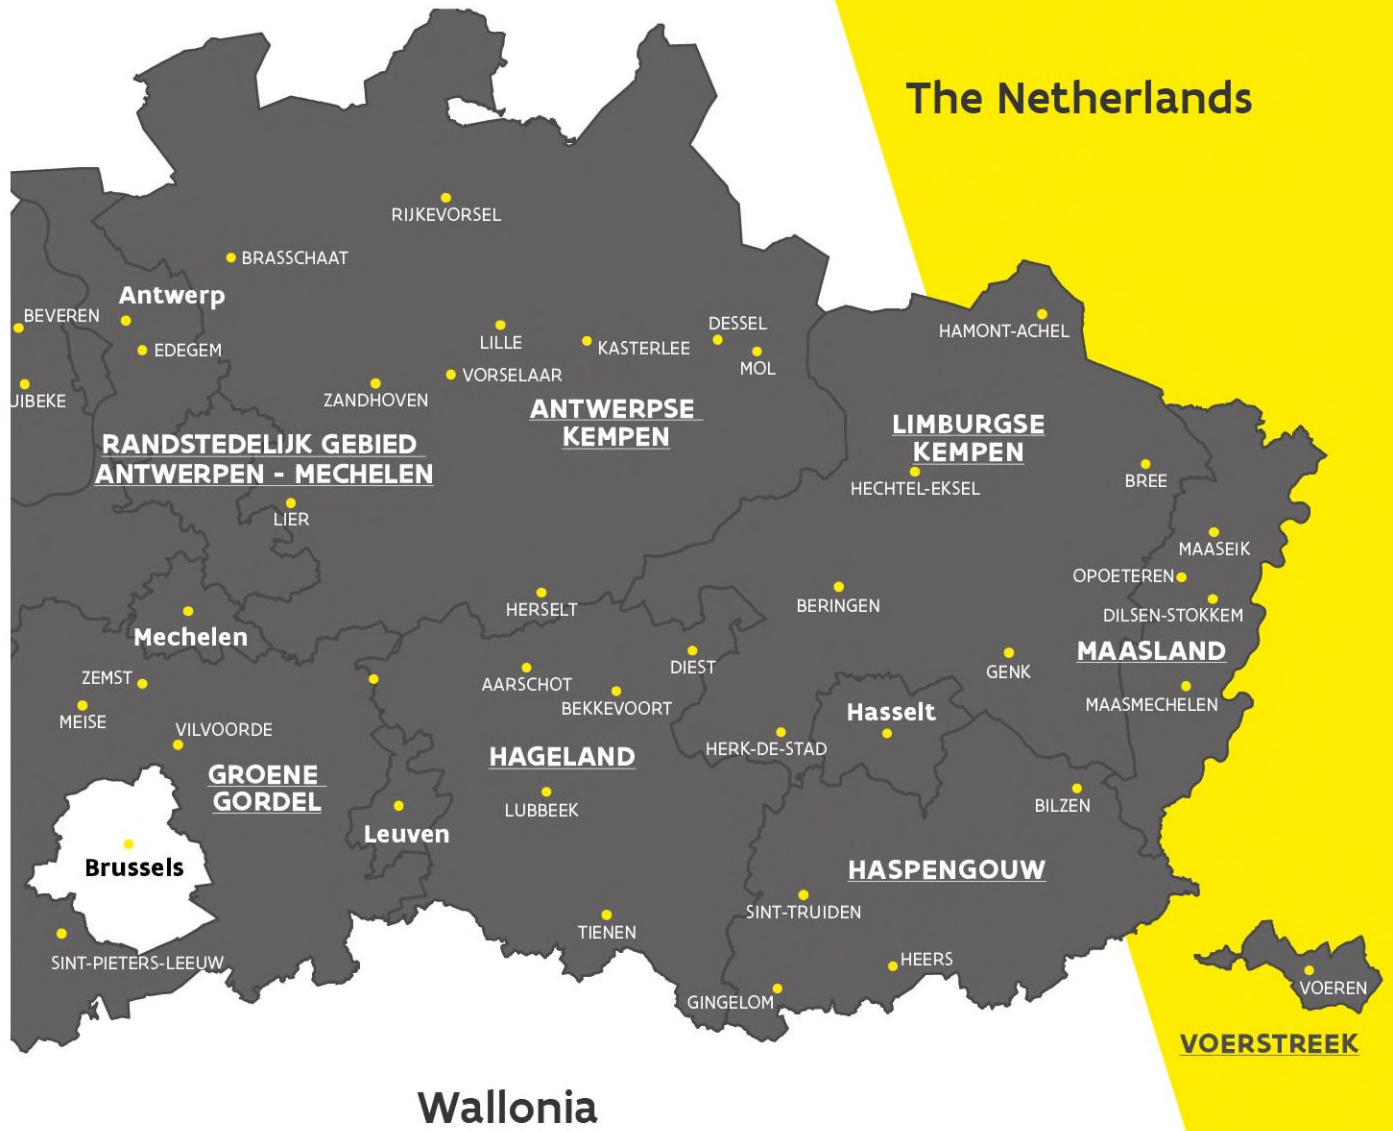 The Netherlands
RIJKEVORSEL
BRASSCHAAT
Antwerp
BEVEREN
EDEGEM
LILLE
KASTERLEE
DESSEL
MOL
HAMONT-ACHEL
VORSELAAR
ZANDHOVEN
UIBEKE
ANTWERPSE
KEMPEN
LIMBURGSE
KEMPEN
RANDSTEDELIJK GEBIED
ANTWERPEN - MECHELEN
HECHTEL-EKSEL
BREE
LIER
MAASEIK
OPOETEREN
DILSEN-STOKKEM
BERINGEN
HERSELT
Mechelen
MAASLAND
ZEMST
AARSCHOT
DIEST
GENK
BEKKEVOORT
MAASMECHELEN
MEISE
VILVOORDE
Hasselt
HERK-DE-STAD
HAGELAND
GROENE
GORDEL
LUBBEEK
BILZEN
Leuven
Brussels
HASPENGOUW
SINT-TRUIDEN
TIENEN
SINT-PIETERS-LEEUW
HEERS
GINGELOM
VOEREN
VOERSTREEK
Wallonia